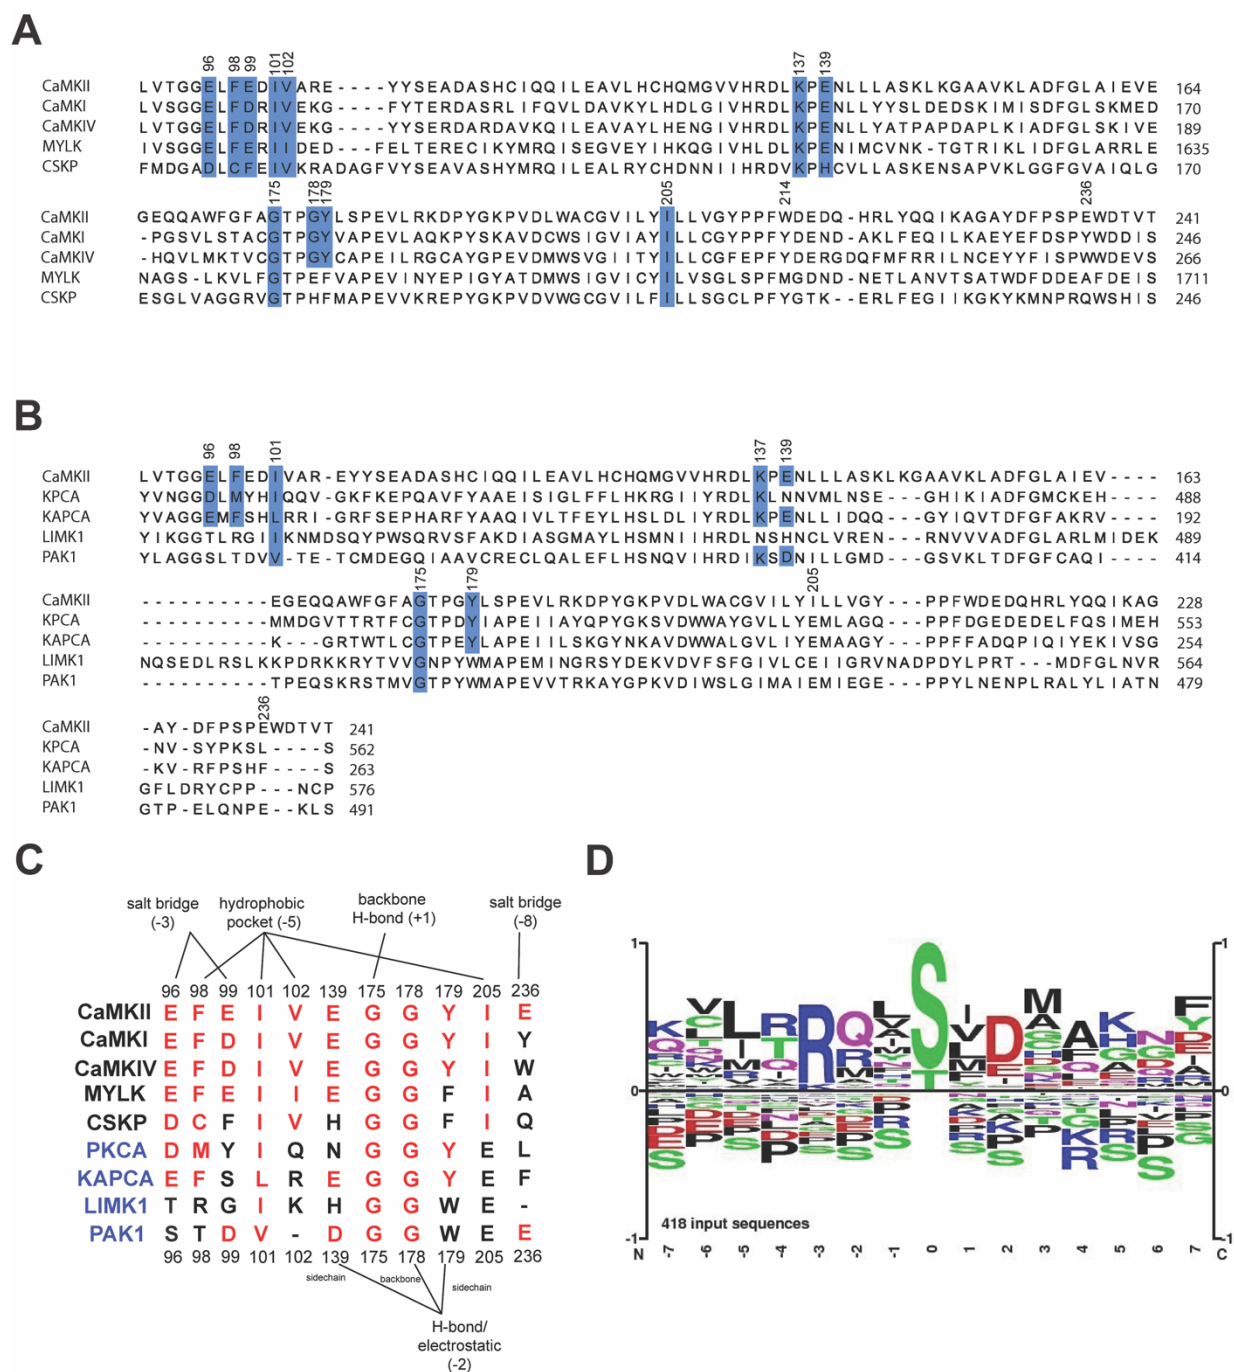 A
96 98 99 101 102 137 139
CaMKII LVTGGELFEDIVARE----YYSEADASHCIQQILEAVLHCHQMGVVHRDLKPENLLLASKLKGAAVKLADFGLAIEVE 164
CaMKI LVSGGELFDRIVEKG----FYTERDASRLIFQVLDAVKYLHDLGIVHRDLKPENLLYYSLDEDSKIMISDFGLSKMED 170
CaMKIV LVTGGELFDRIVEKG----YYSERDARDAVKQILEAVAYLHENGIVHRDLKPENLLYATPAPDAPLKIADFGLSKIVE 189
MYLK IVSGGELFERIIDED----FELTERECIKYMRQISEGVEYIHKQGIVHLDLKPENIMCVNK-TGTRIKLIDFGLARRLE 1635
CSKP FMDGADLCFEIVKRADAGFVYSEAVASHYMRQILEALRYCHDNNIIHRDVKPHCVLLASKENSAPVKLGGFGVAIQLG 170
175 178 179 205 214 236
CaMKII GEQQAWFGFAGTPGYLSPEVLRKDPYGKPVDLWACGVILYILLVGYPPFWDEDQ-HRLYQQIKAGAYDFPSPEWDTVT 241
CaMKI -PGSVLSTACGTPGYVAPEVLAQKPYSKAVDCWSIGVIAYILLCGYPPFYDEND-AKLFEQILKAEYEFDSPYWDDIS 246
CaMKIV HQVLMKTVCGTPGYCAPEILRGCAYGPEVDMWSVGIITYILLCGFEPFYDERGDQFMFRRILNCEYYFISPWWDEVS 266
MYLK NAGS-LKVLFGTPEFVAPEVINYEPIGYATDMWSIGVICYILVSGLSPFMGDND-NETLANVTSATWDFDDEAFDEIS 1711
CSKP ESGLVAGGRVGTPHFMAPEVVKREPYGKPVDVWGCGVILFILLSGCLPFYGTK--ERLFEGIIKGKYKMNPRQWSHIS 246
B
96 98 101 137 139
CaMKII LVTGGELFEDIVAR-EYYSEADASHCIQQILEAVLHCHQMGVVHRDLKPENLLLASKLKGAAVKLADFGLAIEV---- 163
KPCA YVNGGDLMYHIQQV-GKFKEPQAVFYAAEISIGLFFLHKRGIIYRDLKLNNVMLNSE---GHIKIADFGMCKEH---- 488
KAPCA YVAGGEMFSHLRRI-GRFSEPHARFYAAQIVLTFEYLHSLDLIYRDLKPENLLIDQQ---GYIQVTDFGFAKRV---- 192
LIMK1 YIKGGTLRGIIKNMDSQYPWSQRVSFAKDIASGMAYLHSMNIIHRDLNSHNCLVREN---RNVVVADFGLARLMIDEK 489
PAK1 YLAGGSLTDVV-TE-TCMDEGQIAAVCRECLQALEFLHSNQVIHRDIKSDNILLGMD---GSVKLTDFGFCAQI---- 414
175 179 205
CaMKII ----------EGEQQAWFGFAGTPGYLSPEVLRKDPYGKPVDLWACGVILYILLVGY---PPFWDEDQHRLYQQIKAG 228
KPCA ----------MMDGVTTRTFCGTPDYIAPEIIAYQPYGKSVDWWAYGVLLYEMLAGQ---PPFDGEDEDELFQSIMEH 553
KAPCA ----------K--GRTWTLCGTPEYLAPEIILSKGYNKAVDWWALGVLIYEMAAGY---PPFFADQPIQIYEKIVSG 254
LIMK1 NQSEDLRSLKKPDRKKRYTVVGNPYWMAPEMINGRSYDEKVDVFSFGIVLCEIIGRVNADPDYLPRT---MDFGLNVR 564
PAK1 ----------TPEQSKRSTMVGTPYWMAPEVVTRKAYGPKVDIWSLGIMAIEMIEGE---PPYLNENPLRALYLIATN 479
236
CaMKII -AY-DFPSPEWDTVT 241
KPCA -NV-SYPKSL----S 562
KAPCA -KV-RFPSHF----S 263
LIMK1 GFLDRYCPP---NCP 576
PAK1 GTP-ELQNPE-KLS 491
C
salt bridge (-3) hydrophobic pocket (-5) backbone H-bond (+1) salt bridge (-8)
96 98 99 101 102 139 175 178 179 205 236
CaMKII E F E I V E G G Y I E
CaMKI E F D I V E G G Y I Y
CaMKIV E F D I V E G G Y I W
MYLK E F E I I E G G F I A
CSKP D C F I V H G G F I Q
PKCA D M Y I Q N G G Y E L
KAPCA E F S L R E G G Y E F
LIMK1 T R G I K H G G W E -
PAK1 S T D V - D G G W E E
96 98 99 101 102 139 175 178 179 205 236
sidechain backbone sidechain
H-bond/
electrostatic
(-2)
D
1 1
0 0
418 input sequences
-1 -1
N -7 -6 -5 -4 -3 -2 -1 0 1 2 3 4 5 6 7 C